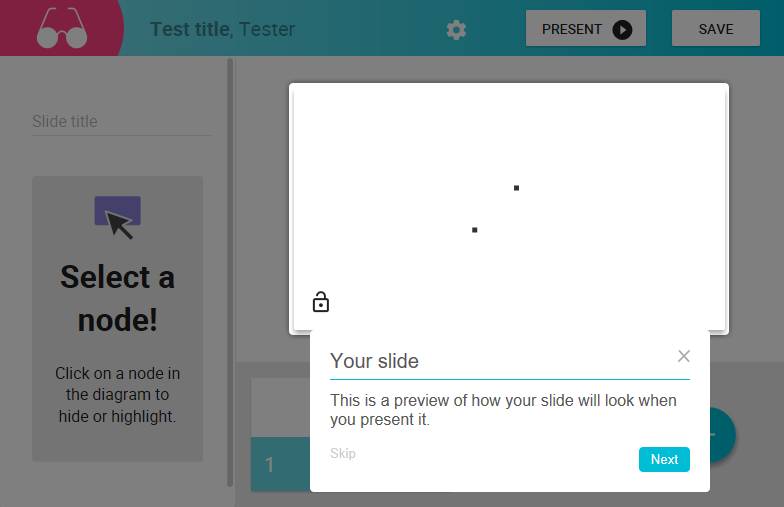 Test title, Tester
PRESENT
SAVE
Slide title
Select a
node!
Click on a node in
the diagram to
hide or highlight.
Your slide
This is a preview of how your slide will look when
you present it.
Skip
Next
1